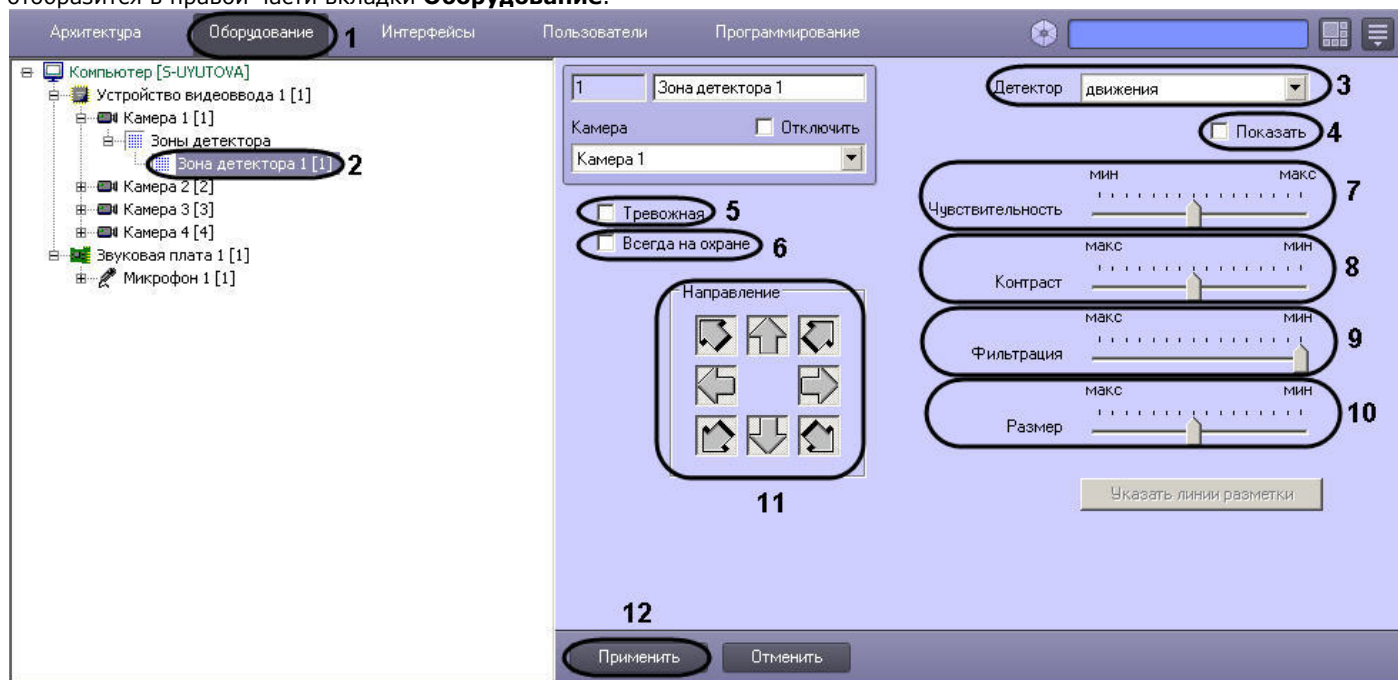 отобразится в правой части вкладки Оборудование.
Архитектура Оборудование 1 Интерфейсы Пользователи Программирование
Компьютер [S-UYUTOVA]
Устройство видеоввода 1 [1]
Камера 1 [1]
Зоны детектора
Зона детектора 1 [1] 2
Камера 2 [2]
Камера 3 [3]
Камера 4 [4]
Звуковая плата 1 [1]
Микрофон 1 [1]
1 Зона детектора 1
Камера Отключить
Камера 1
Тревожная 5
Всегда на охране 6
Направление
11
Детектор движения 3
Показать 4
мин макс
Чувствительность 7
макс мин
Контраст 8
макс мин
Фильтрация 9
макс мин
Размер 10
Указать линии разметки
12
Применить Отменить